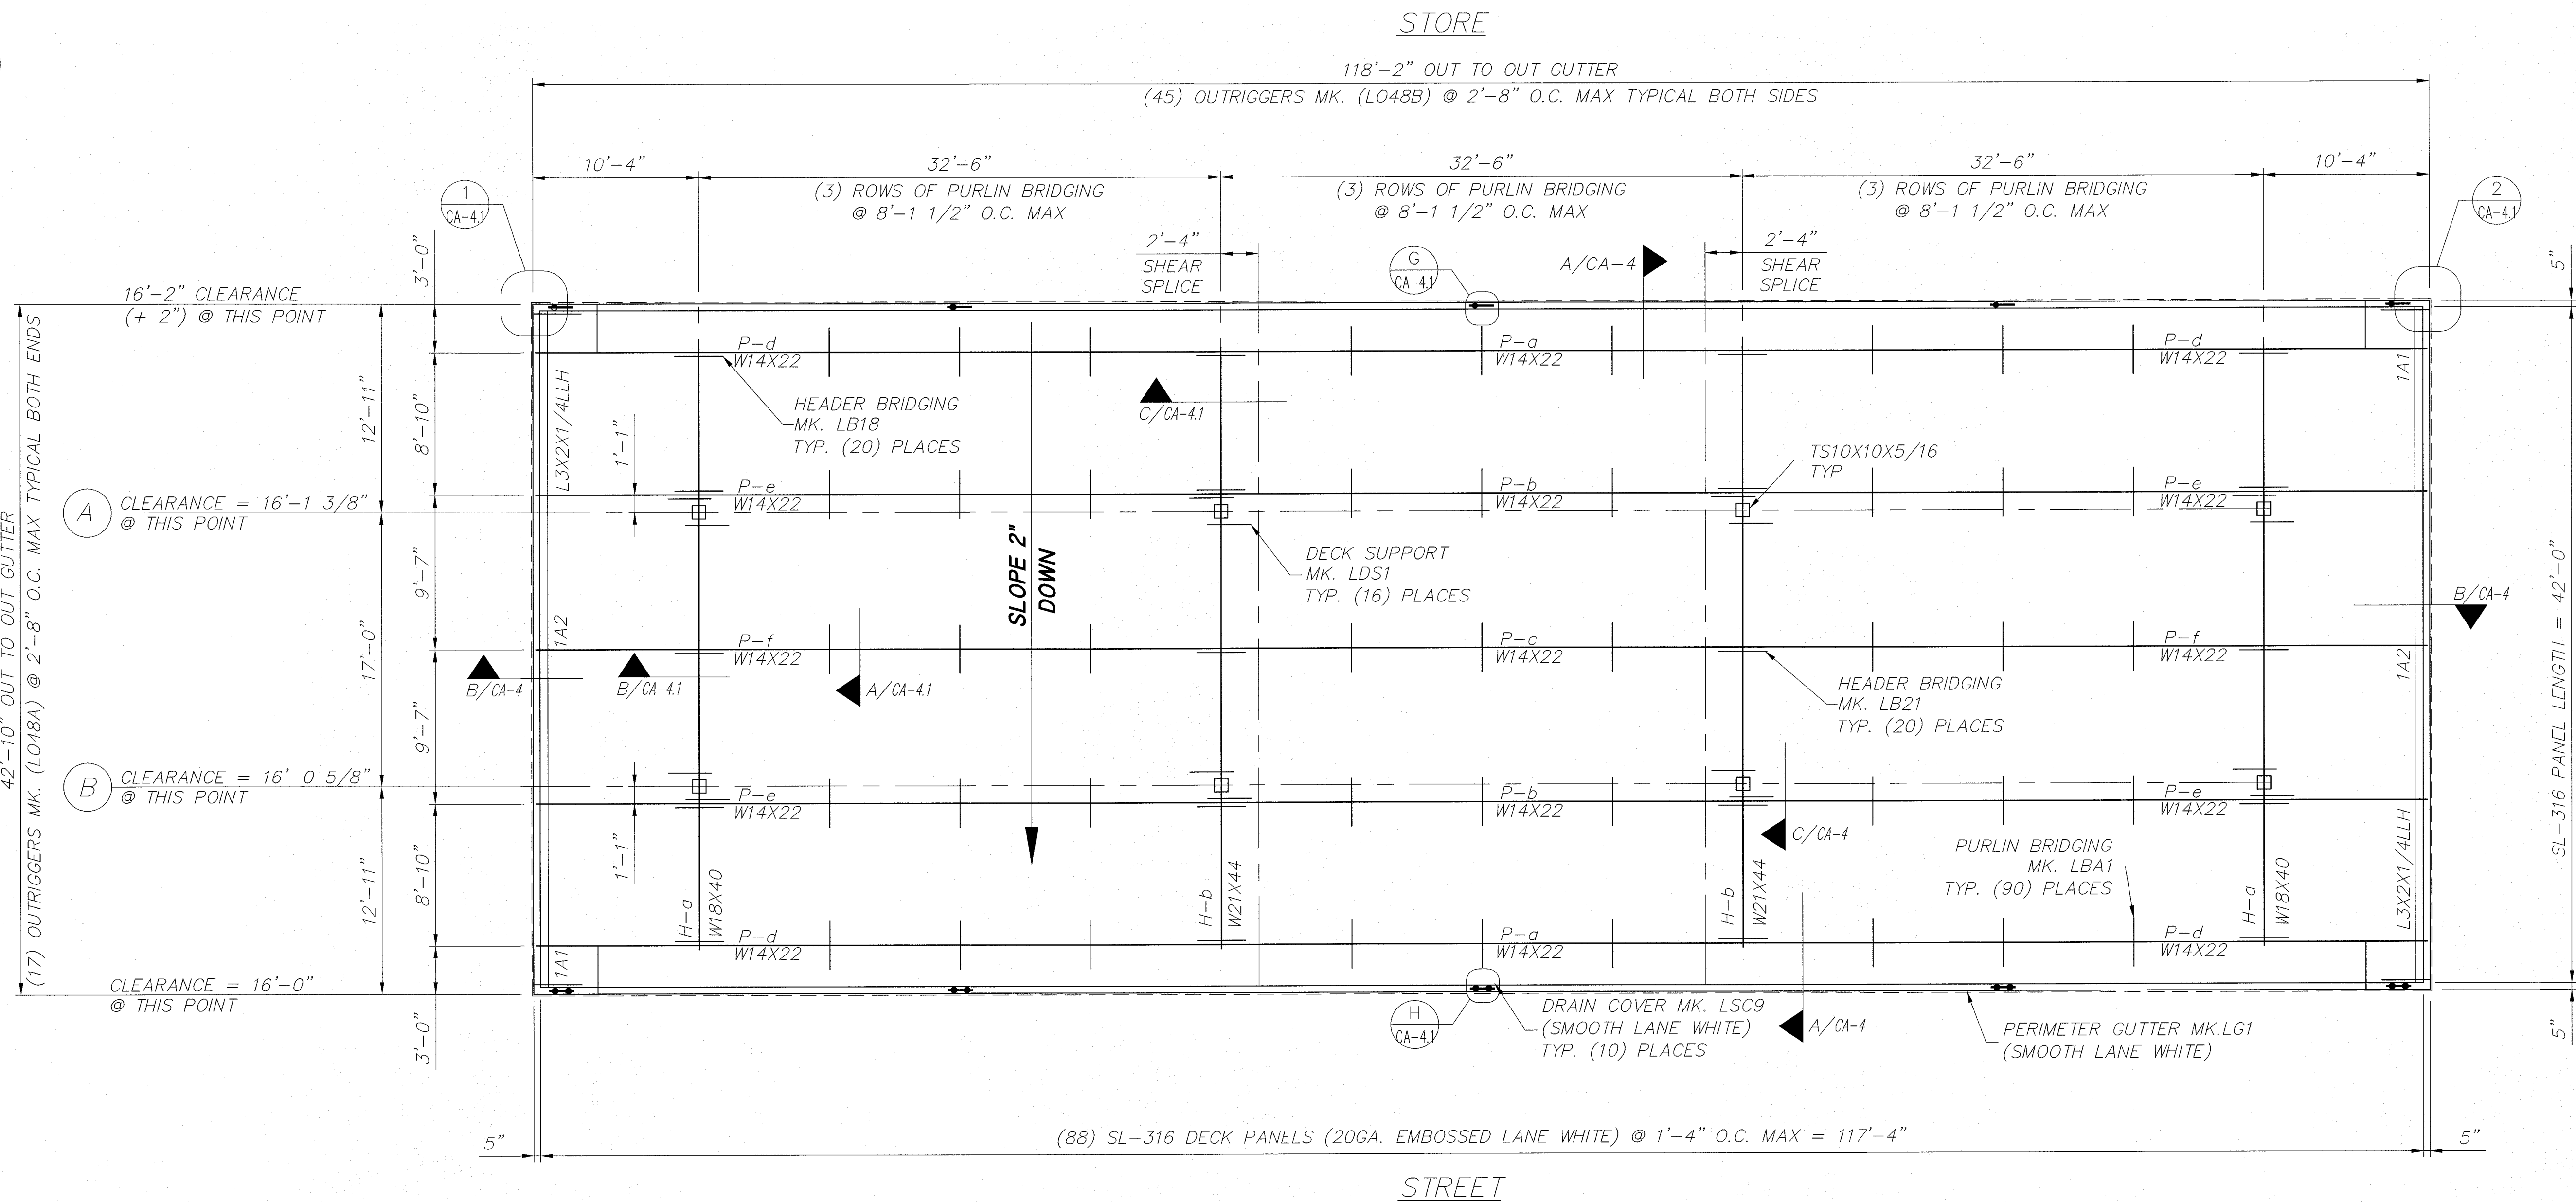 STORE
118'-2" OUT TO OUT GUTTER
(45) OUTRIGGERS MK. (LO48B) @ 2'-8" O.C. MAX TYPICAL BOTH SIDES
10'-4"
32'-6"
32'-6"
32'-6"
10'-4"
(3) ROWS OF PURLIN BRIDGING
@ 8'-1 1/2" O.C. MAX
(3) ROWS OF PURLIN BRIDGING
@ 8'-1 1/2" O.C. MAX
(3) ROWS OF PURLIN BRIDGING
@ 8'-1 1/2" O.C. MAX
1
CA-4.1
2
CA-4.1
2'-4"
SHEAR
SPLICE
G
CA-4.1
A/CA-4
2'-4"
SHEAR
SPLICE
3'-0"
5"
16'-2" CLEARANCE
(+ 2") @ THIS POINT
P-d
W14X22
P-a
W14X22
P-d
W14X22
1A1
L3X2X1/4LLH
12'-11"
8'-10"
1'-1"
HEADER BRIDGING
MK. LB18
TYP. (20) PLACES
C/CA-4.1
TS10X10X5/16
TYP
P-e
W14X22
P-b
W14X22
P-e
W14X22
A
CLEARANCE = 16'-1 3/8"
@ THIS POINT
DECK SUPPORT
MK. LDS1
TYP. (16) PLACES
SLOPE 2"
DOWN
9'-7"
17'-0"
42'-10" OUT TO OUT GUTTER
(17) OUTRIGGERS MK. (LO48A) @ 2'-8" O.C. MAX TYPICAL BOTH ENDS
SL-316 PANEL LENGTH = 42'-0"
B/CA-4
1A2
P-f
W14X22
P-c
W14X22
P-f
W14X22
1A2
B/CA-4
B/CA-4.1
A/CA-4.1
HEADER BRIDGING
MK. LB21
TYP. (20) PLACES
9'-7"
B
CLEARANCE = 16'-0 5/8"
@ THIS POINT
P-e
W14X22
P-b
W14X22
P-e
W14X22
C/CA-4
1'-1"
12'-11"
8'-10"
PURLIN BRIDGING
MK. LBA1
TYP. (90) PLACES
L3X2X1/4LLH
H-a
W18X40
H-b
W21X44
H-b
W21X44
H-a
W18X40
P-d
W14X22
P-a
W14X22
P-d
W14X22
1A1
CLEARANCE = 16'-0"
@ THIS POINT
3'-0"
H
CA-4.1
DRAIN COVER MK. LSC9
(SMOOTH LANE WHITE)
TYP. (10) PLACES
A/CA-4
PERIMETER GUTTER MK.LG1
(SMOOTH LANE WHITE)
5"
5"
(88) SL-316 DECK PANELS (20GA. EMBOSSED LANE WHITE) @ 1'-4" O.C. MAX = 117'-4"
5"
STREET